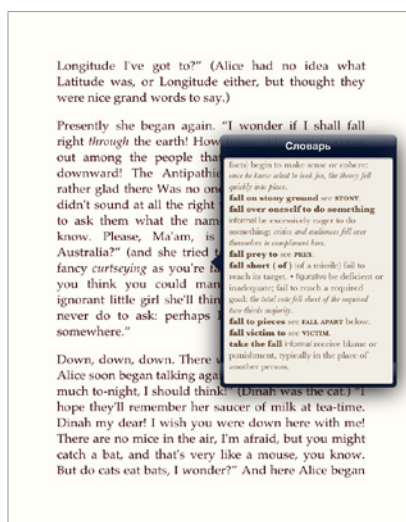 Longitude I've got to?" (Alice had no idea what
Latitude was, or Longitude either, but thought they
were nice grand words to say.)
Presently she began again. "I wonder if I shall fall
right through the earth! How
out among the people that
downward! The Antipathie
rather glad there Was no one
didn't sound at all the right
to ask them what the nam
know. Please, Ma'am, is
Australia?" (and she tried t
fancy curtseying as you're fa
you think you could man
ignorant little girl she'll thin
never do to ask: perhaps I
somewhere."
Down, down, down. There w
Alice soon began talking aga
much to-night, I should think!" (Dinah was the cat.) "I
hope they'll remember her saucer of milk at tea-time.
Dinah my dear! I wish you were down here with me!
There are no mice in the air, I'm afraid, but you might
catch a bat, and that's very like a mouse, you know.
But do cats eat bats, I wonder?" And here Alice began
Словарь
facts) begin to make sense or cohere:
once he knew what to look for, the theory fell
quickly into place.
fall on stony ground see STONY.
fall over oneself to do something
informal be excessively eager to do
something: critics and audiences fell over
themselves to compliment him.
fall prey to see PREY.
fall short ( of ) (of a missile) fail to
reach its target. • figurative be deficient or
inadequate; fail to reach a required
goal: the total vote fell short of the required
two-thirds majority.
fall to pieces see FALL APART below.
fall victim to see VICTIM.
take the fall informal receive blame or
punishment, typically in the place of
another person.